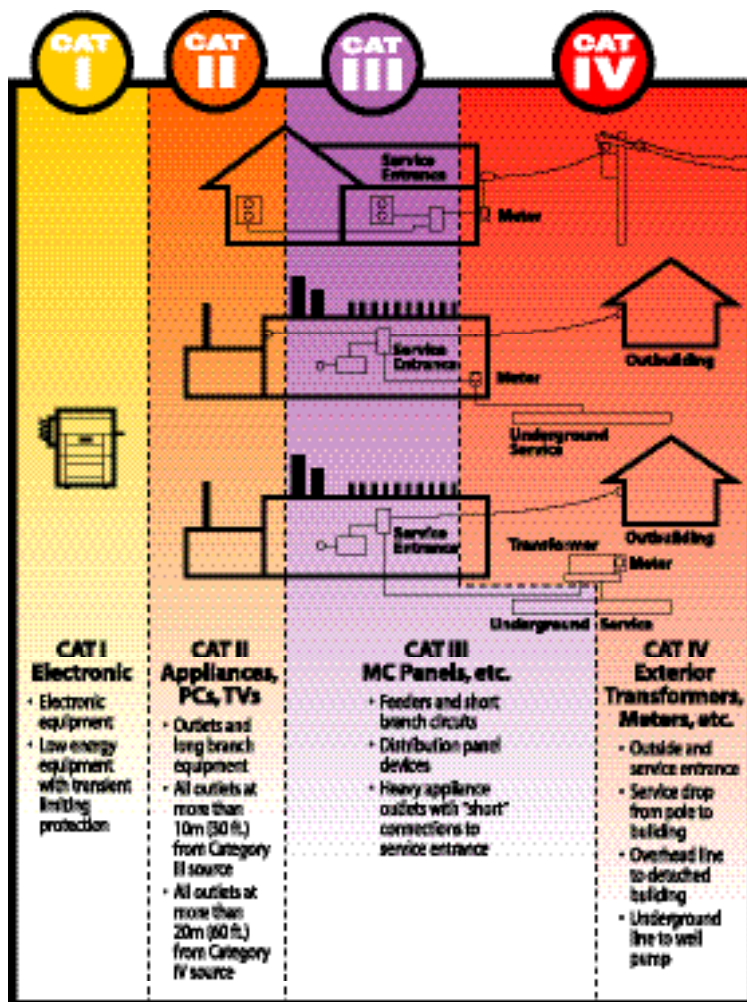 CAT
I
CAT
II
CAT
III
CAT
IV
Service
Entrance
Meter
Service
Entrance
Meter
Outbuilding
Underground
Service
Service
Entrance
Transformer
Meter
Outbuilding
Underground Service
CAT I
Electronic
• Electronic
equipment
• Low energy
equipment
with transient
limiting
protection
CAT II
Appliances,
PCs, TVs
• Outlets and
long branch
equipment
• All outlets at
more than
10m (30 ft.)
from Category
III source
• All outlets at
more than
20m (60 ft.)
from Category
IV source
CAT III
MC Panels, etc.
• Feeders and short
branch circuits
• Distribution panel
devices
• Heavy appliance
outlets with "short"
connections to
service entrance
CAT IV
Exterior
Transformers,
Meters, etc.
• Outside and
service entrance
• Service drop
from pole to
building
• Overhead line
to detached
building
• Underground
line to well
pump